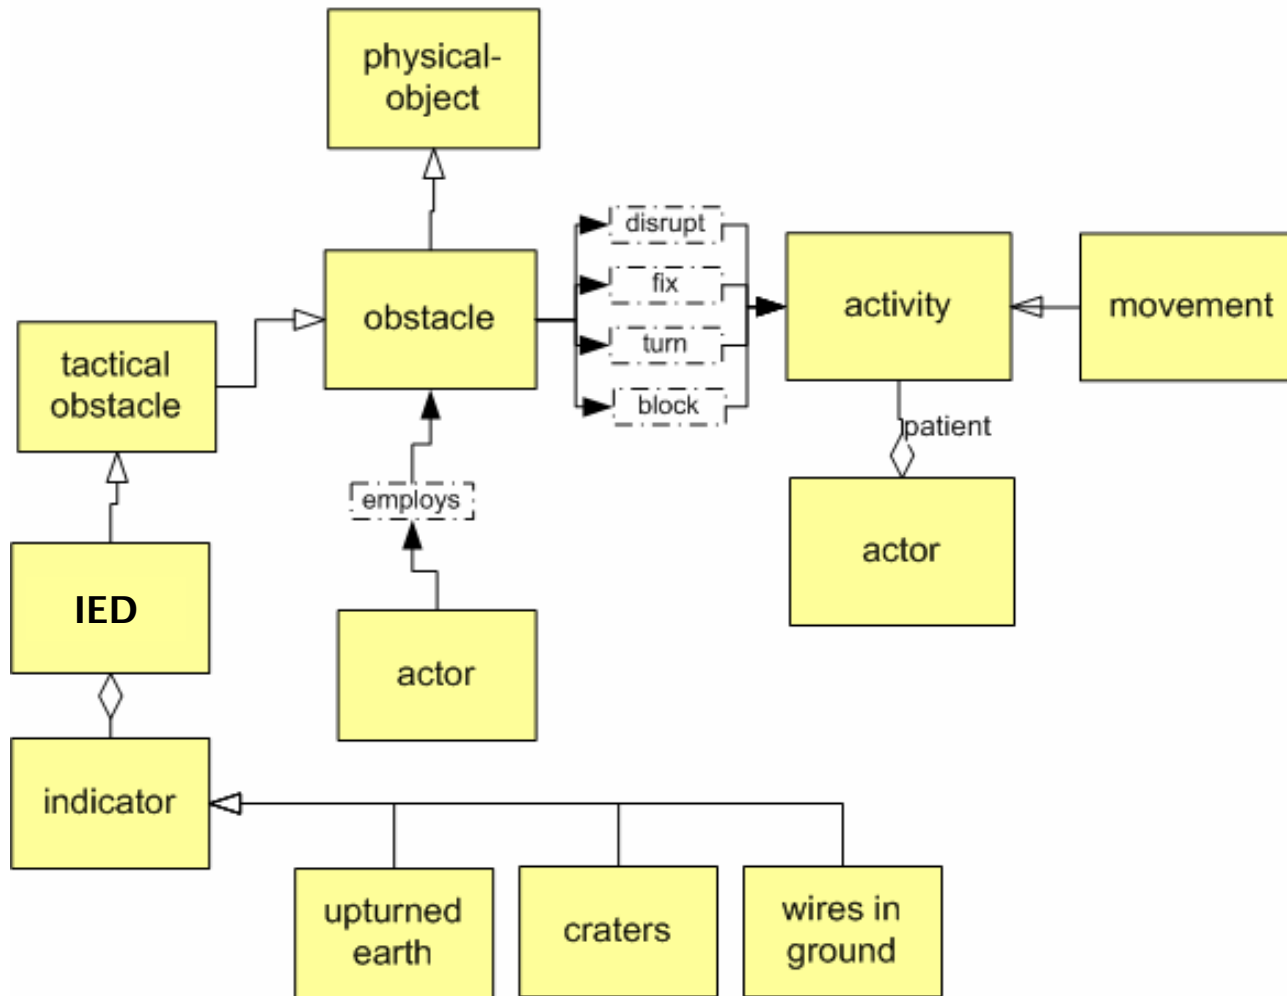 physical-
object
disrupt
fix
turn
block
obstacle
activity
movement
tactical
obstacle
patient
employs
actor
IED
actor
indicator
upturned
earth
craters
wires in
ground